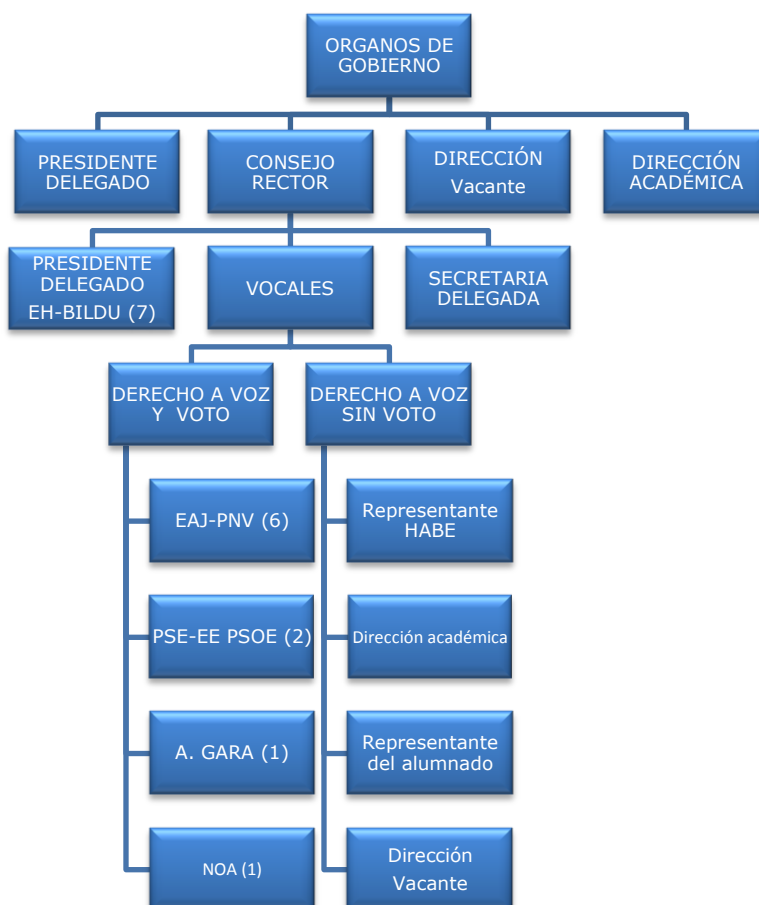 ORGANOS DE
GOBIERNO
PRESIDENTE
DELEGADO
CONSEJO
RECTOR
DIRECCIÓN
Vacante
DIRECCIÓN
ACADÉMICA
PRESIDENTE
DELEGADO
EH-BILDU (7)
VOCALES
SECRETARIA
DELEGADA
DERECHO A VOZ
Y VOTO
DERECHO A VOZ
SIN VOTO
EAJ-PNV (6)
Representante
HABE
PSE-EE PSOE (2)
Dirección académica
A. GARA (1)
Representante
del alumnado
NOA (1)
Dirección
Vacante